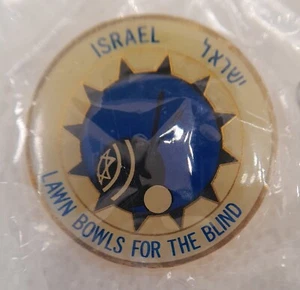 ISRAEL
ישראל
LAWN BOWLS FOR THE BLIND